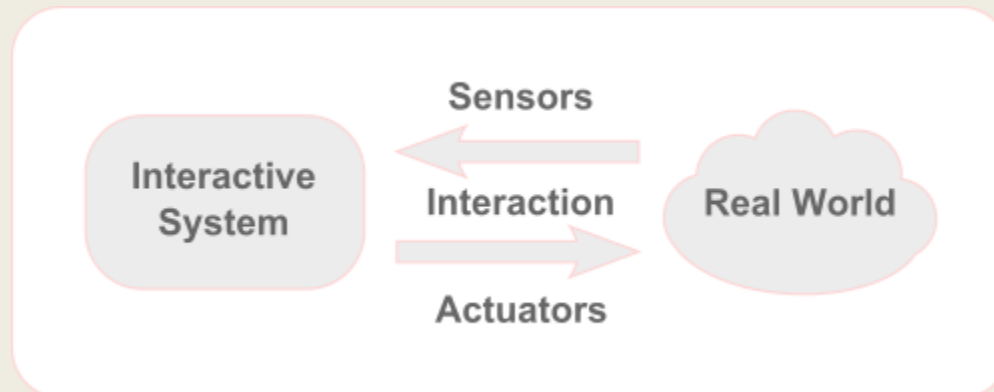 Sensors
Interactive
System
Interaction
Real World
Actuators